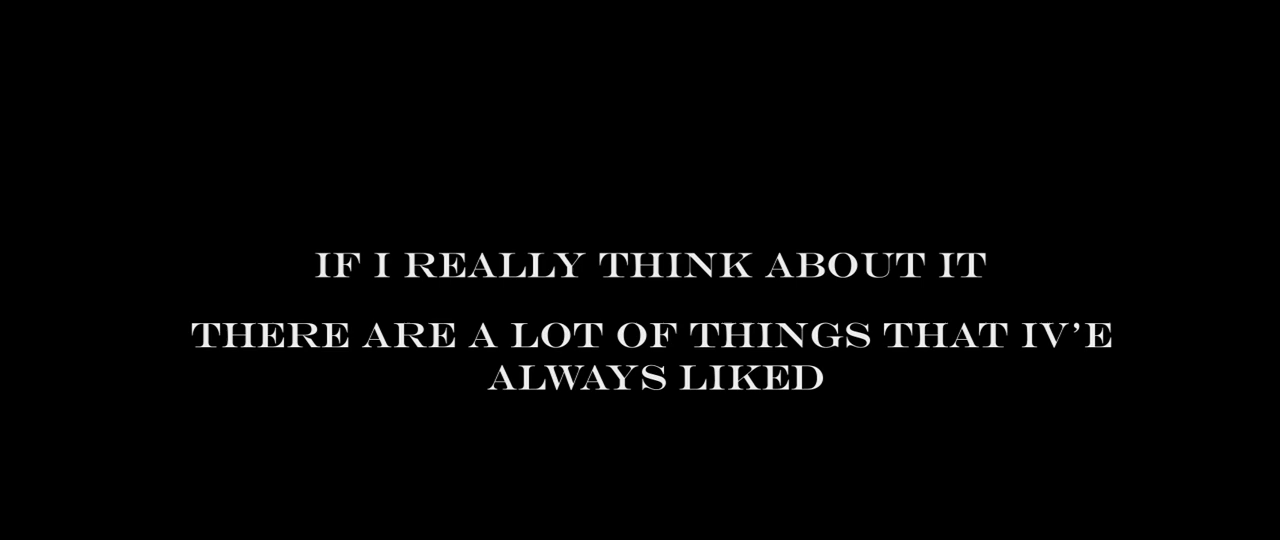 IF I REALLY THINK ABOUT IT
THERE ARE A LOT OF THINGS THAT IV'E
ALWAYS LIKED